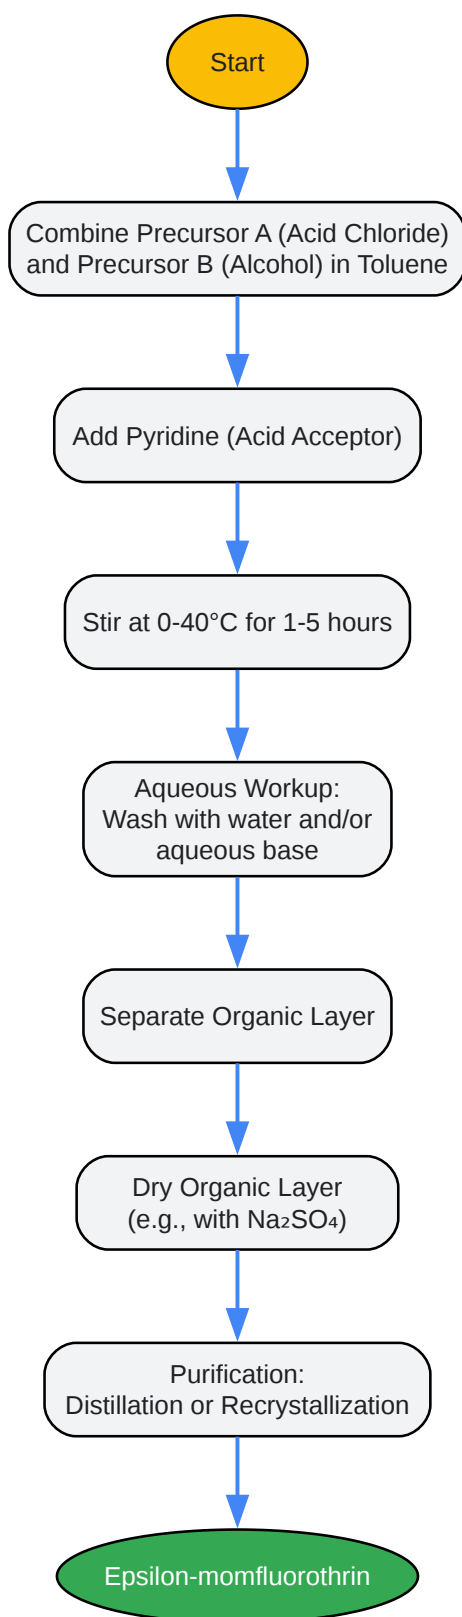 Start
Combine Precursor A (Acid Chloride)
and Precursor B (Alcohol) in Toluene
Add Pyridine (Acid Acceptor)
Stir at 0-40°C for 1-5 hours
Aqueous Workup:
Wash with water and/or
aqueous base
Separate Organic Layer
Dry Organic Layer
(e.g., with Na₂SO₄)
Purification:
Distillation or Recrystallization
Epsilon-momfluorothrin